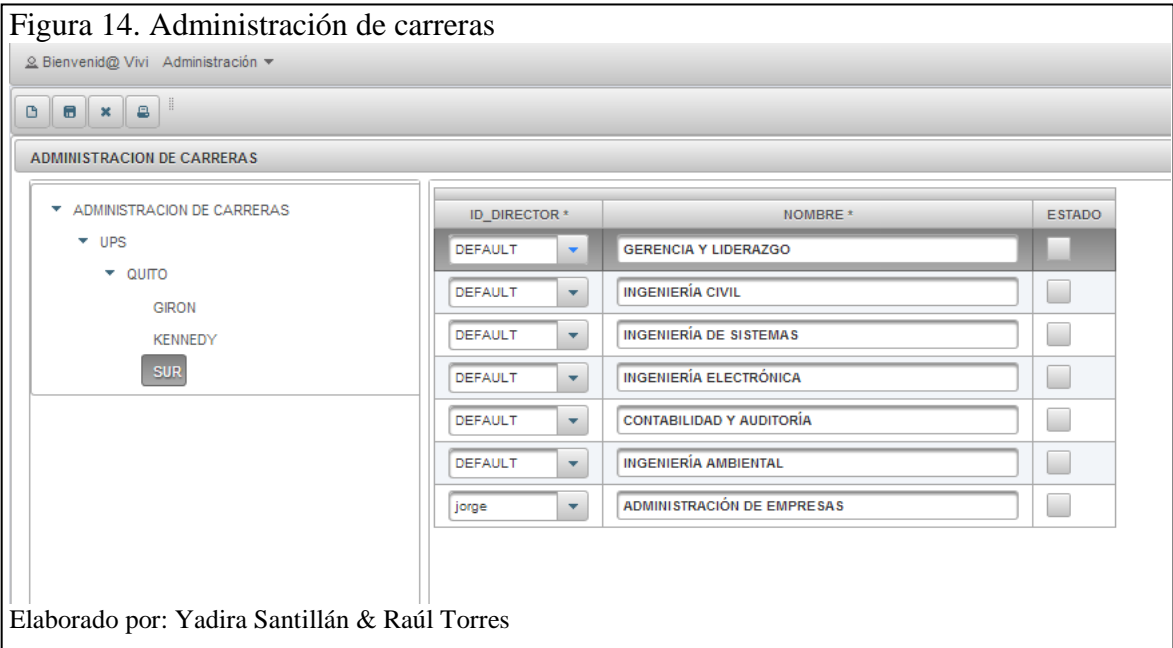 Figura 14. Administración de carreras
Bienvenid@ Vivi Administración
ADMINISTRACION DE CARRERAS
ADMINISTRACION DE CARRERAS
UPS
QUITO
GIRON
KENNEDY
SUR
ID_DIRECTOR * NOMBRE * ESTADO
DEFAULT GERENCIA Y LIDERAZGO
DEFAULT INGENIERÍA CIVIL
DEFAULT INGENIERÍA DE SISTEMAS
DEFAULT INGENIERÍA ELECTRÓNICA
DEFAULT CONTABILIDAD Y AUDITORÍA
DEFAULT INGENIERÍA AMBIENTAL
jorge ADMINISTRACIÓN DE EMPRESAS
Elaborado por: Yadira Santillán & Raúl Torres